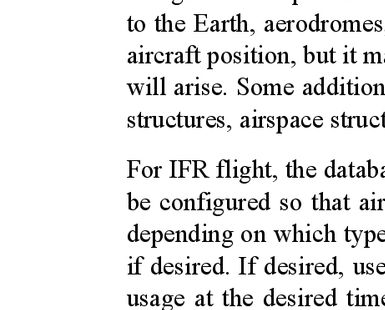 to the Earth, aerodromes,
aircraft position, but it
will arise. Some addition
structures, airspace struct
For IFR flight, the databa
be configured so that air
depending on which type
if desired. If desired, use
usage at the desired time